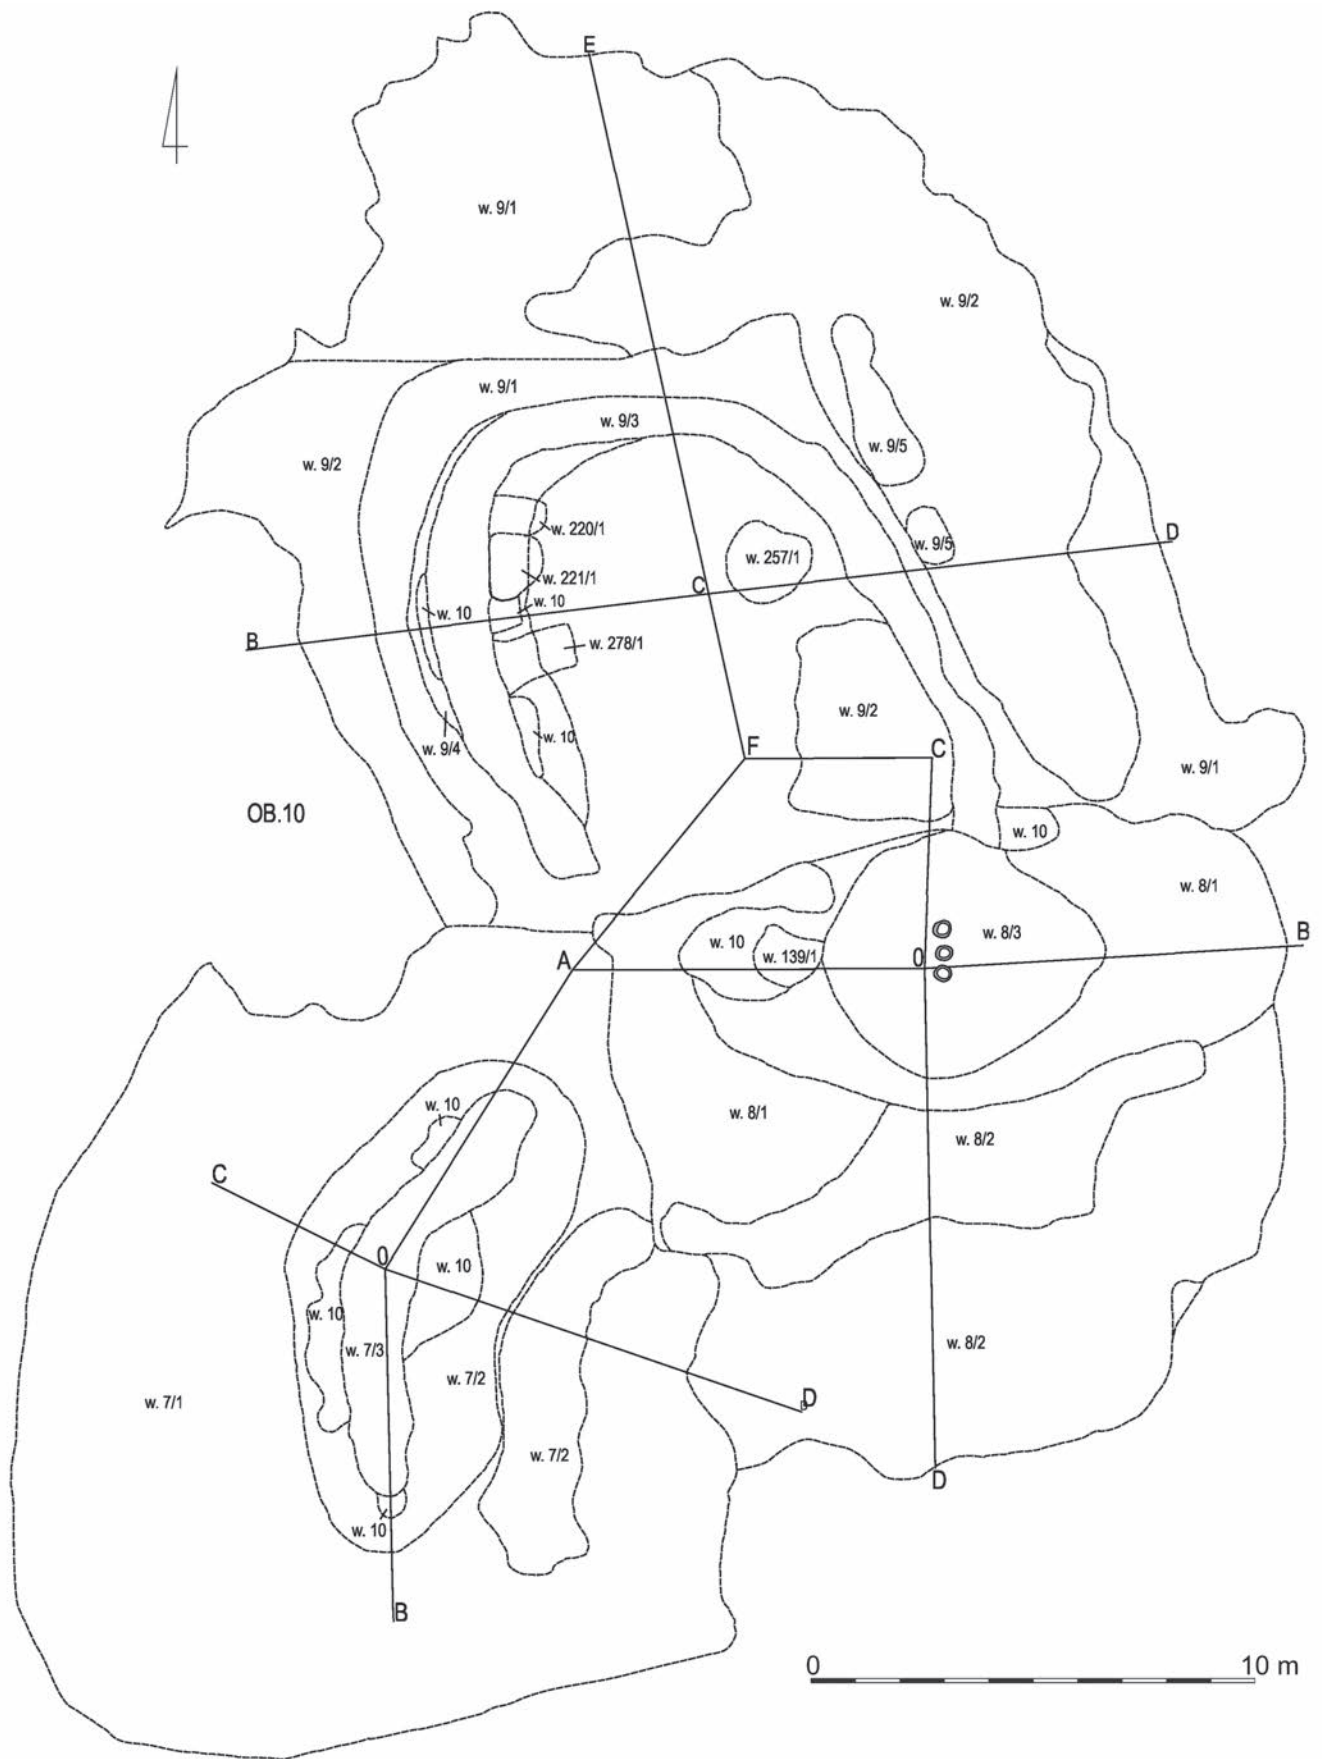 E
w. 9/1
w. 9/2
w. 9/1
w. 9/3
w. 9/5
w. 9/2
w. 220/1
w. 9/5
D
w. 257/1
w. 221/1
C
w. 10
w. 10
B
w. 278/1
w. 9/2
w. 10
w. 9/4
F
C
w. 9/1
OB.10
w. 10
w. 8/1
w. 8/3
B
w. 10
w. 139/1
0
A
w. 10
w. 8/1
w. 8/2
C
0
w. 10
w. 10
w. 7/3
w. 8/2
w. 7/2
w. 7/1
D
w. 7/2
D
w. 10
B
0
10 m